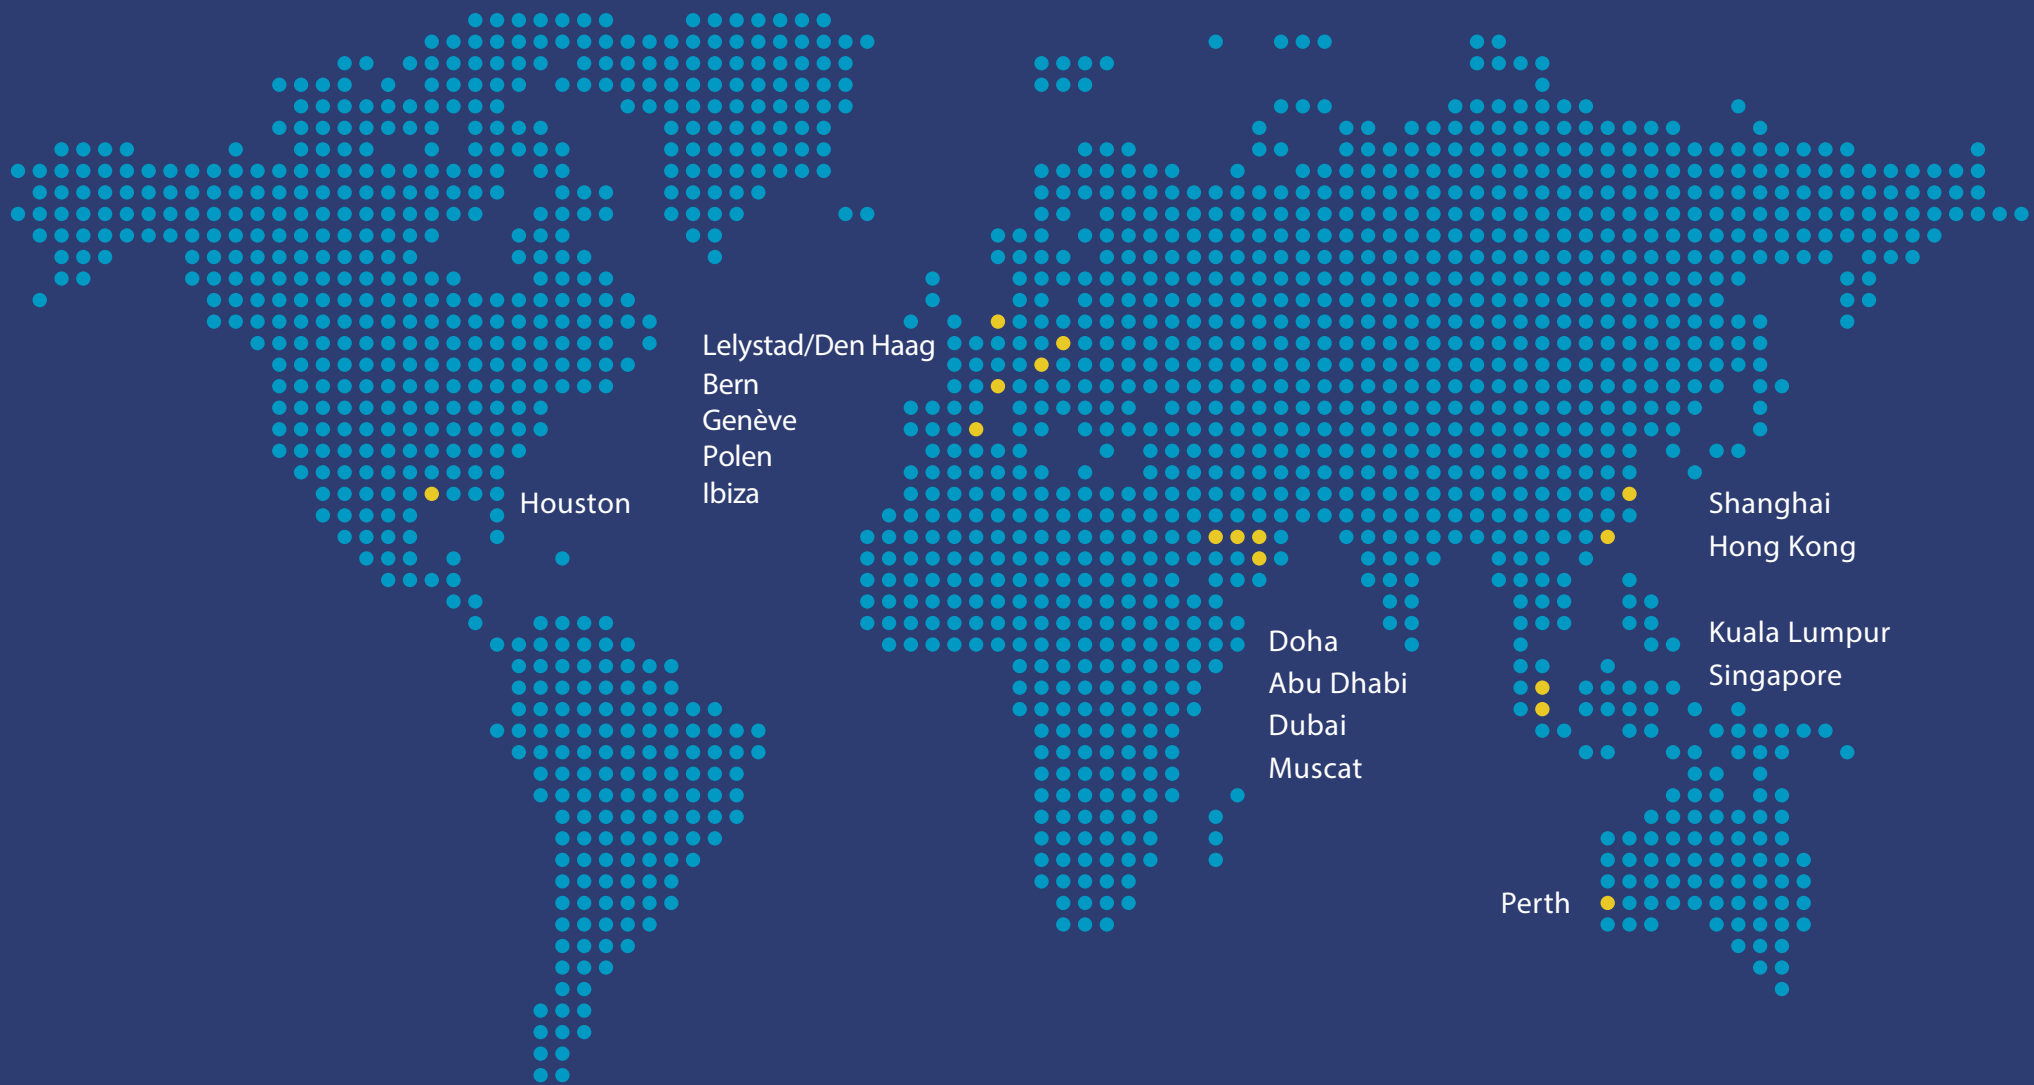 Lelystad/Den Haag
Bern
Genève
Polen
Ibiza
Houston
Shanghai
Hong Kong
Kuala Lumpur
Singapore
Doha
Abu Dhabi
Dubai
Muscat
Perth